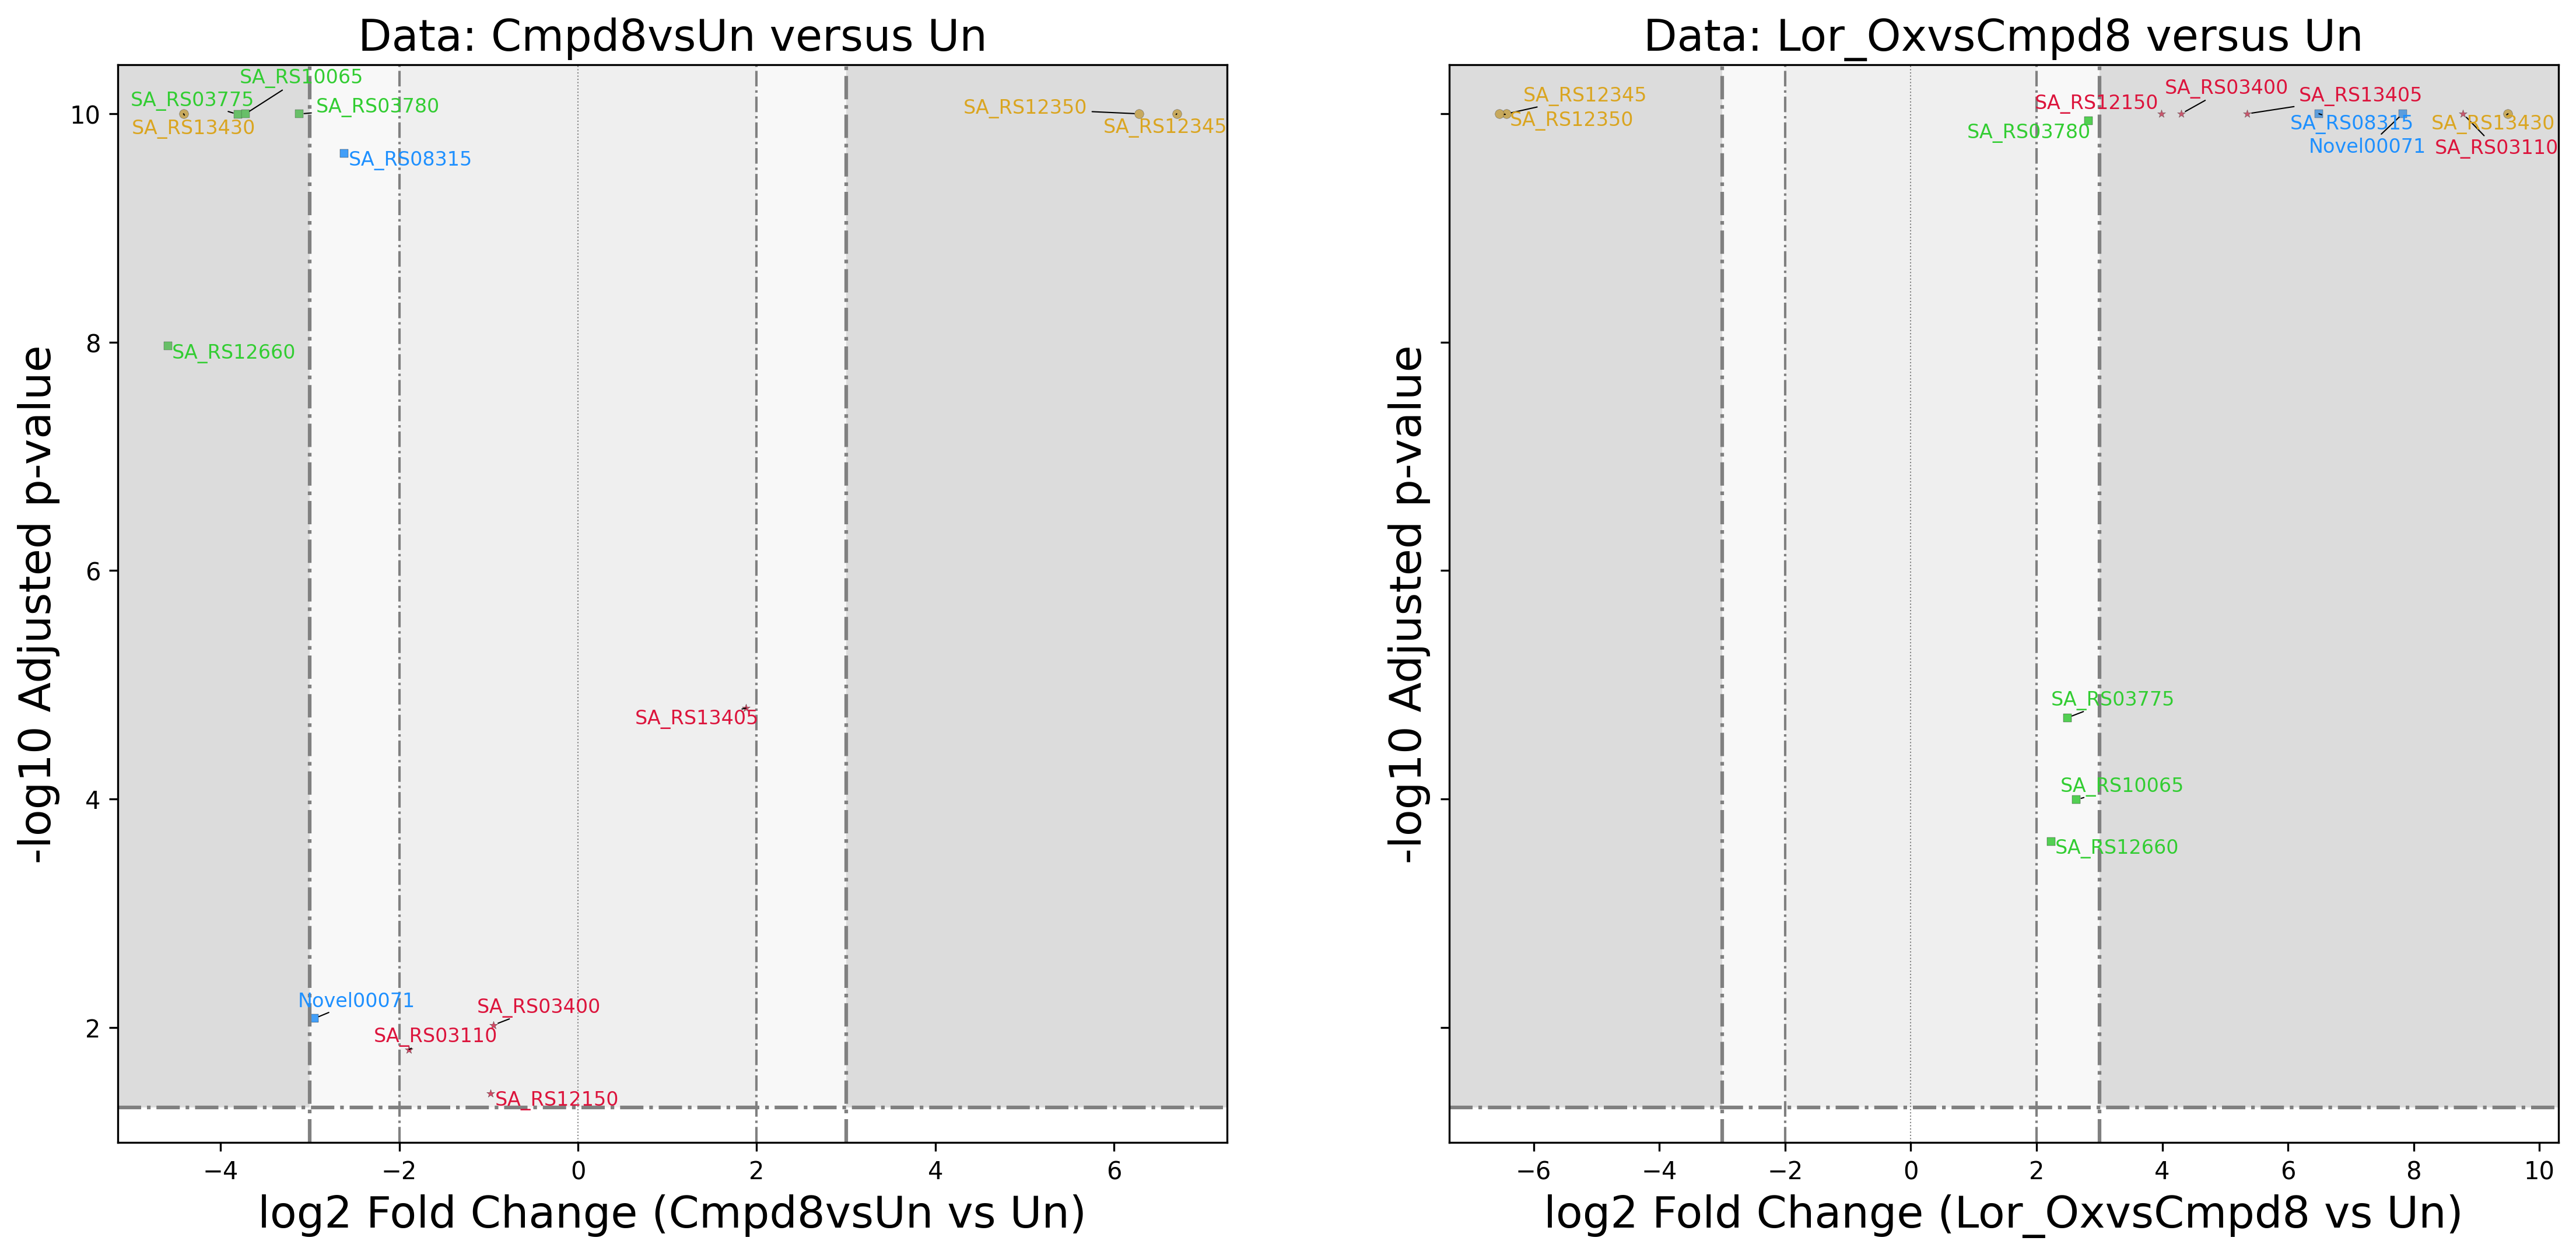 Data: Cmpd8vsUn versus Un
-log10 Adjusted p-value
10
8
6
4
2
SA_RS10065
SA_RS03775
SA_RS03780
SA_RS13430
SA_RS08315
SA_RS12350
SA_RS12345
SA_RS12660
SA_RS13405
Novel00071
SA_RS03400
SA_RS03110
SA_RS12150
−4
−2
0
2
4
6
log2 Fold Change (Cmpd8vsUn vs Un)
Data: Lor_OxvsCmpd8 versus Un
-log10 Adjusted p-value
SA_RS12345
SA_RS12350
SA_RS12150
SA_RS03400
SA_RS13405
SA_RS03780
SA_RS08315
SA_RS13430
Novel00071
SA_RS03110
SA_RS03775
SA_RS10065
SA_RS12660
−6
−4
−2
0
2
4
6
8
10
log2 Fold Change (Lor_OxvsCmpd8 vs Un)